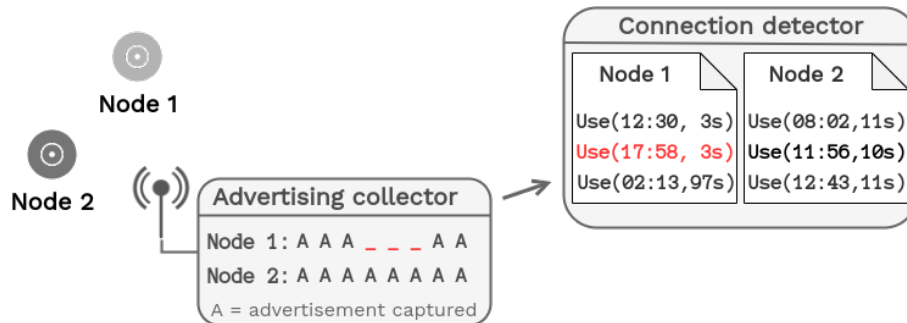 Node 1
Node 2
Advertising collector
Node 1: A A A _ _ _ A A
Node 2: A A A A A A A A
A = advertisement captured
Connection detector
Node 1
Use(12:30, 3s)
Use(17:58, 3s)
Use(02:13,97s)
Node 2
Use(08:02,11s)
Use(11:56,10s)
Use(12:43,11s)